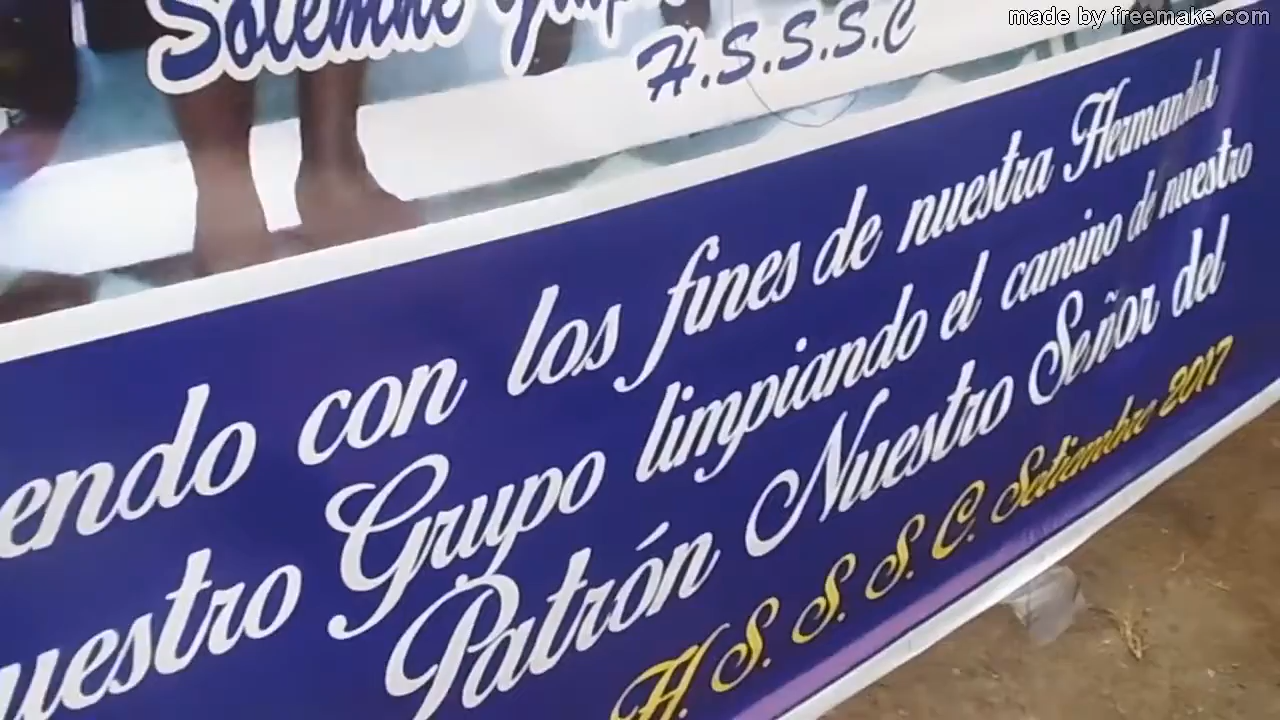 made by freemake.com
Solemne
H.S.S.S.C
endo con los fines de nuestra Hermandad
uestro Grupo limpiando el camino de nuestro
Patrón Nuestro Señor del
H. S. S. S. C. Setiembre 2017